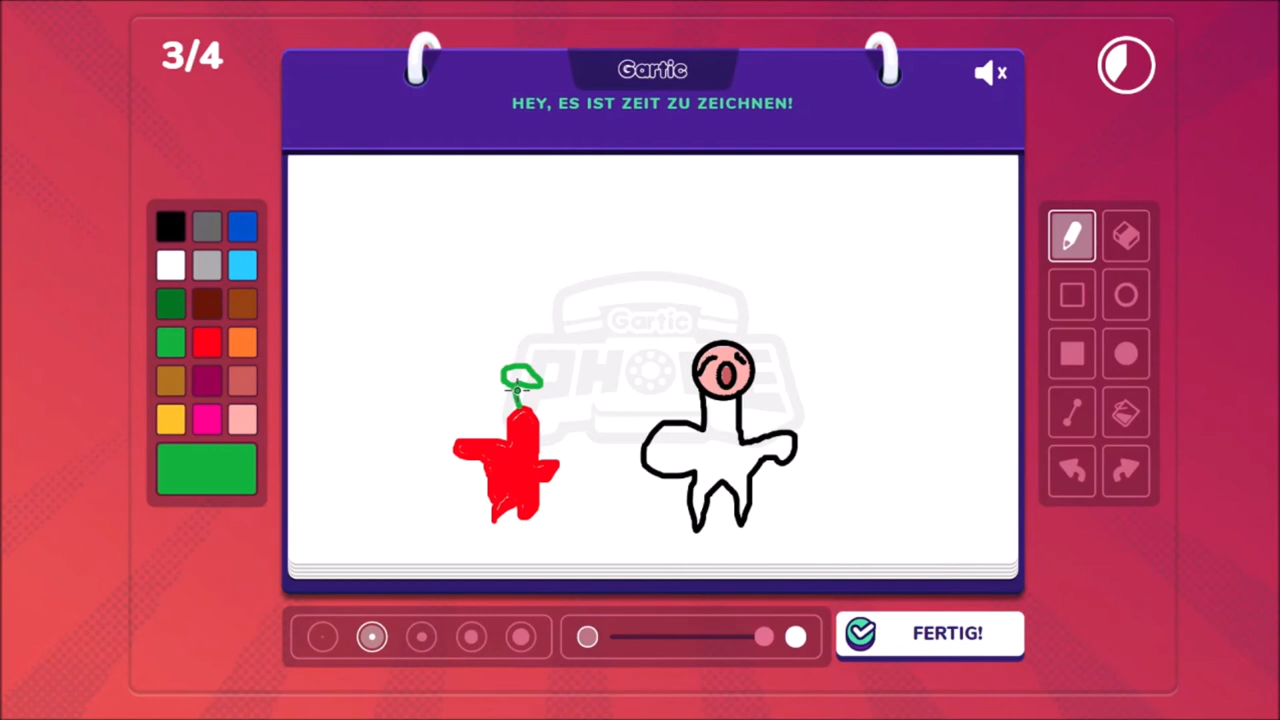 3/4
Gartic
x
HEY, ES IST ZEIT ZU ZEICHNEN!
Gartic
PHONE
FERTIG!